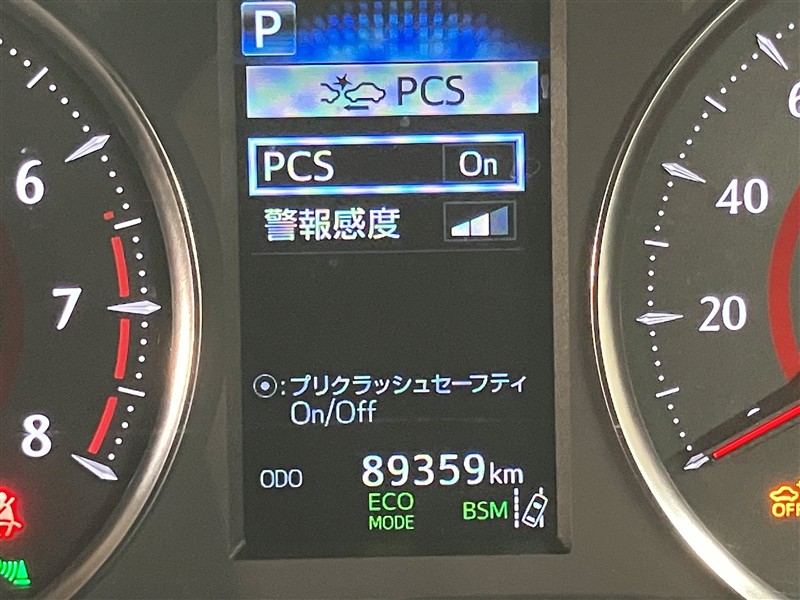 P
PCS
PCS On
警報感度
◉:プリクラッシュセーフティ
On/Off
ODO 89359km
ECO
MODE
BSM
6
7
8
6
40
20
OFF